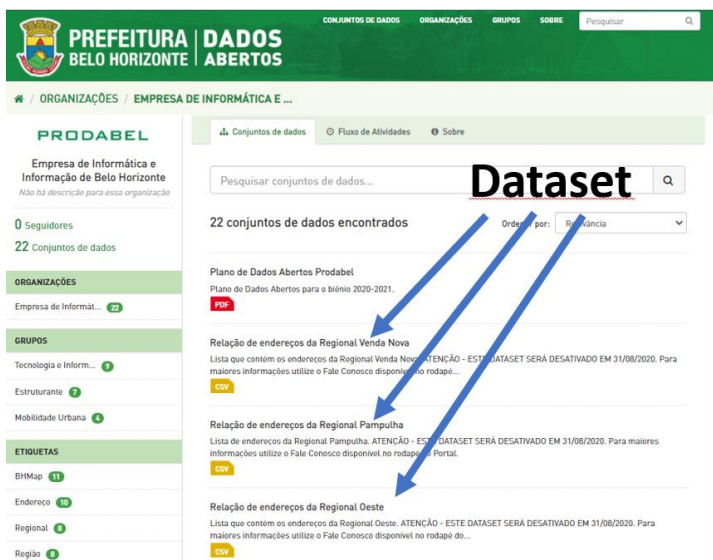 CONJUNTOS DE DADOS ORGANIZAÇÕES GRUPOS SOBRE Pesquisar
PREFEITURA BELO HORIZONTE
DADOS ABERTOS
/ ORGANIZAÇÕES / EMPRESA DE INFORMÁTICA E ...
PRODABEL
Empresa de Informática e
Informação de Belo Horizonte
Não há descrição para essa organização
0 Seguidores
22 Conjuntos de dados
ORGANIZAÇÕES
Empresa de Informát... 22
GRUPOS
Tecnologia e Inform... 9
Estruturante 7
Mobilidade Urbana 4
ETIQUETAS
BHMap 11
Endereço 10
Regional 8
Região 8
Conjuntos de dados Fluxo de Atividades Sobre
Pesquisar conjuntos de dados...
Dataset
22 conjuntos de dados encontrados
Ordenar por: Relevância
Plano de Dados Abertos Prodabel
Plano de Dados Abertos para o biênio 2020-2021.
PDF
Relação de endereços da Regional Venda Nova
Lista que contém os endereços da Regional Venda Nova. ATENÇÃO - ESTE DATASET SERÁ DESATIVADO EM 31/08/2020. Para
maiores informações utilize o Fale Conosco disponível no rodapé...
CSV
Relação de endereços da Regional Pampulha
Lista de endereços da Regional Pampulha. ATENÇÃO - ESTE DATASET SERÁ DESATIVADO EM 31/08/2020. Para maiores
informações utilize o Fale Conosco disponível no rodapé do Portal.
CSV
Relação de endereços da Regional Oeste
Lista que contém os endereços da Regional Oeste. ATENÇÃO - ESTE DATASET SERÁ DESATIVADO EM 31/08/2020. Para
maiores informações utilize o Fale Conosco disponível no rodapé do...
CSV